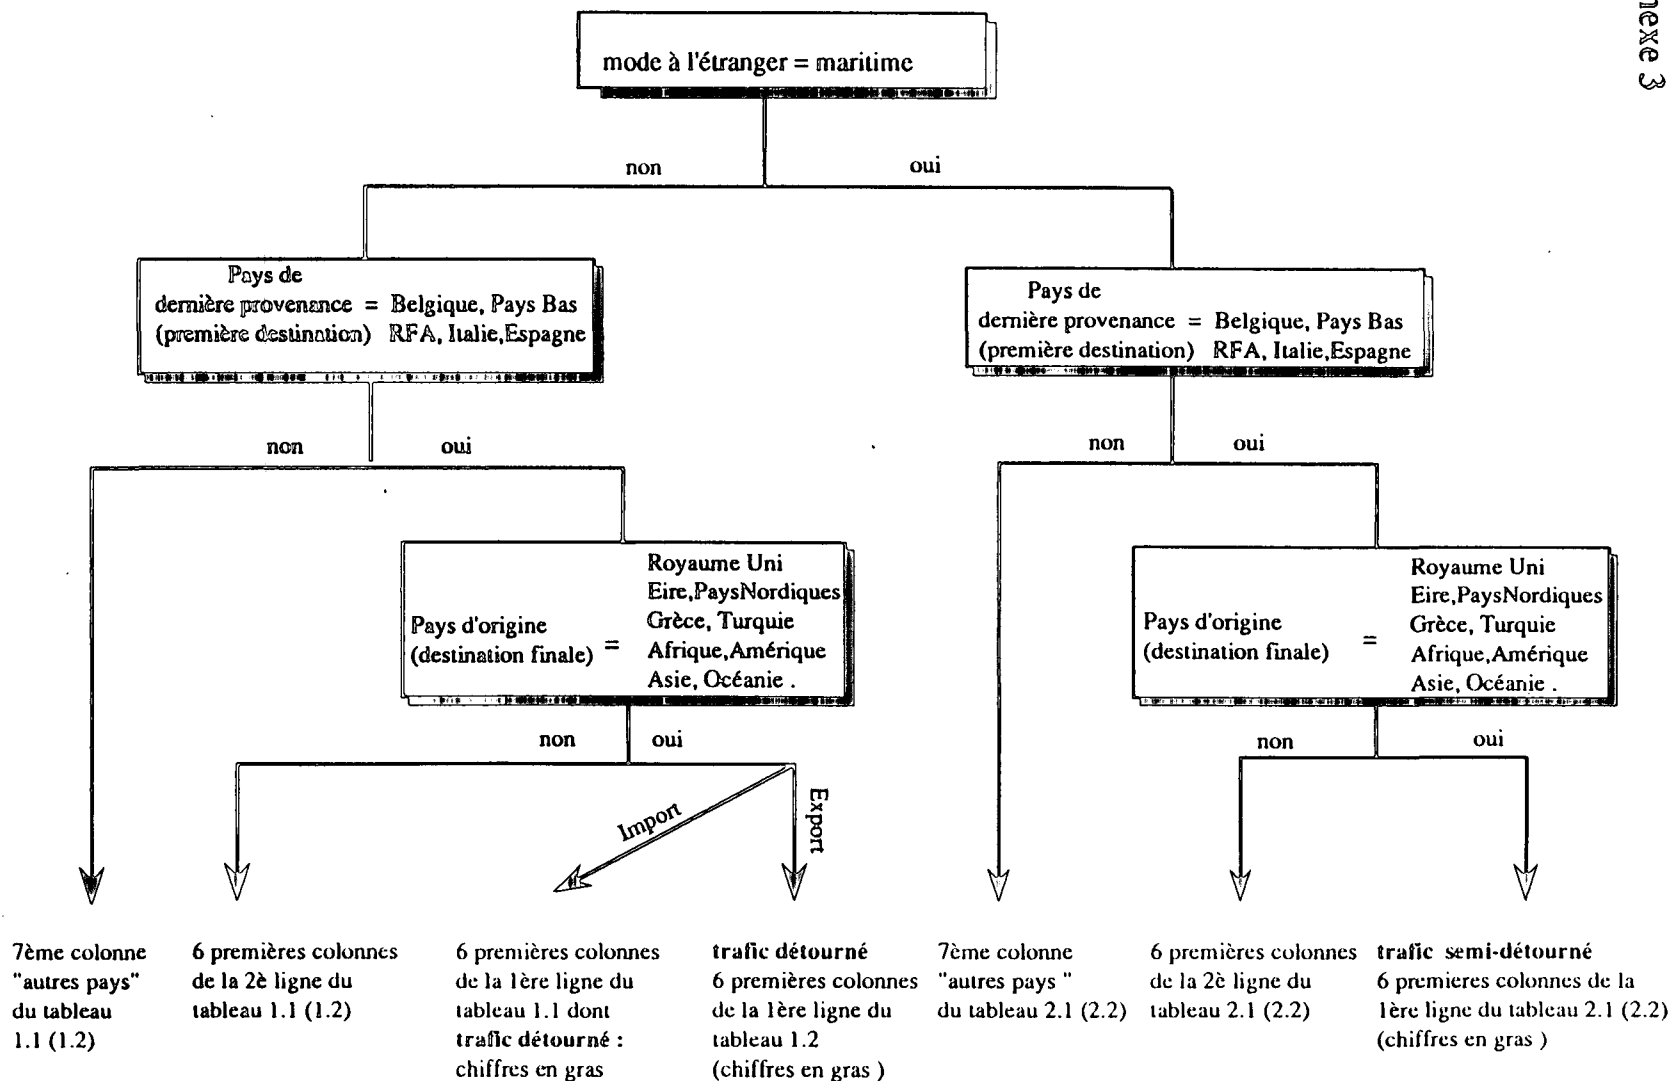 nexe 3
mode à l'étranger = maritime
non
oui
Pays de
dernière provenance = Belgique, Pays Bas
(première destination) RFA, Italie,Espagne
Pays de
dernière provenance = Belgique, Pays Bas
(première destination) RFA, Italie,Espagne
non
oui
non
oui
Pays d'origine
(destination finale) =
Royaume Uni
Eire,PaysNordiques
Grèce, Turquie
Afrique,Amérique
Asie, Océanie .
Pays d'origine
(destination finale) =
Royaume Uni
Eire,PaysNordiques
Grèce, Turquie
Afrique,Amérique
Asie, Océanie .
non
oui
non
oui
Import
Export
7ème colonne
"autres pays"
du tableau
1.1 (1.2)
6 premières colonnes
de la 2è ligne du
tableau 1.1 (1.2)
6 premières colonnes
de la 1ère ligne du
tableau 1.1 dont
trafic détourné :
chiffres en gras
trafic détourné
6 premières colonnes
de la 1ère ligne du
tableau 1.2
(chiffres en gras )
7ème colonne
"autres pays "
du tableau 2.1 (2.2)
6 premières colonnes
de la 2è ligne du
tableau 2.1 (2.2)
trafic semi-détourné
6 premieres colonnes de la
1ère ligne du tableau 2.1 (2.2)
(chiffres en gras )